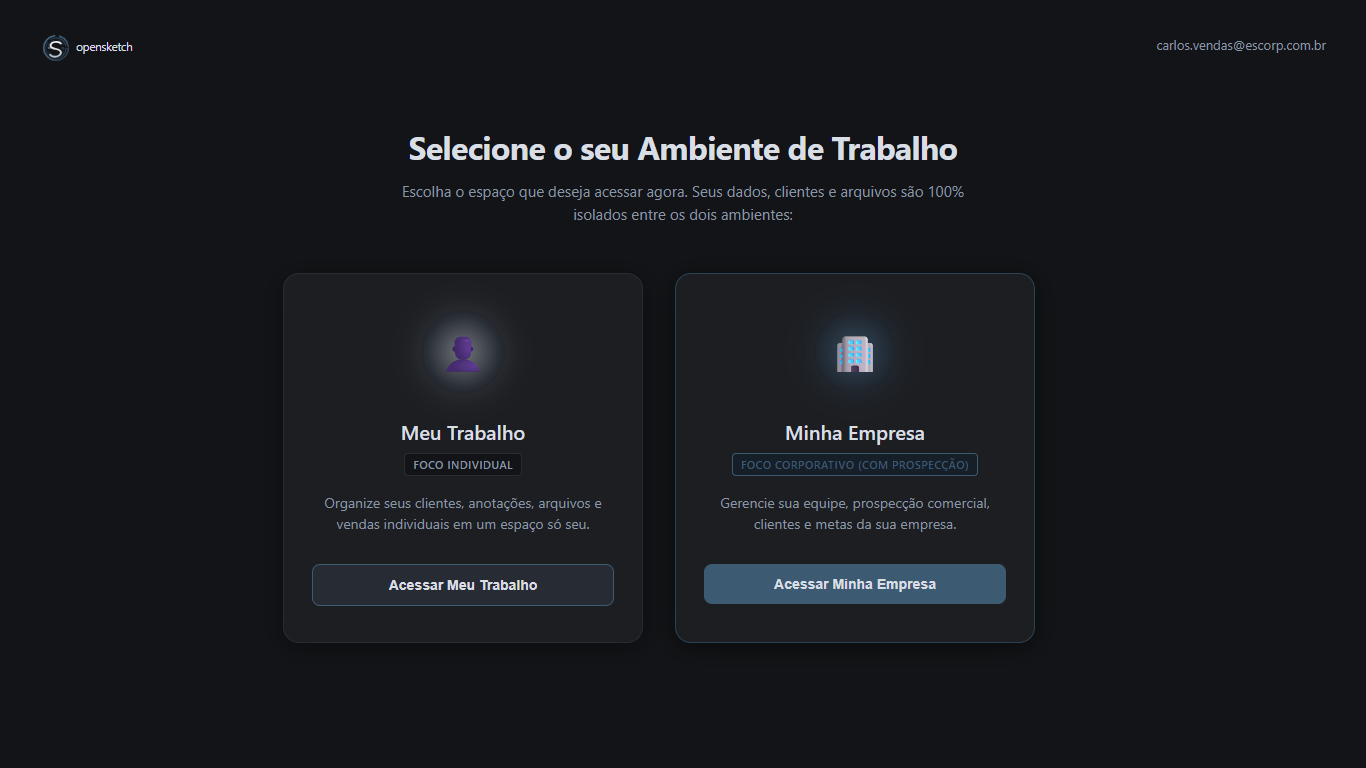 opensketch
carlos.vendas@escorp.com.br
Selecione o seu Ambiente de Trabalho
Escolha o espaço que deseja acessar agora. Seus dados, clientes e arquivos são 100%
isolados entre os dois ambientes:
Meu Trabalho
FOCO INDIVIDUAL
Organize seus clientes, anotações, arquivos e
vendas individuais em um espaço só seu.
Acessar Meu Trabalho
Minha Empresa
FOCO CORPORATIVO (COM PROSPECÇÃO)
Gerencie sua equipe, prospecção comercial,
clientes e metas da sua empresa.
Acessar Minha Empresa